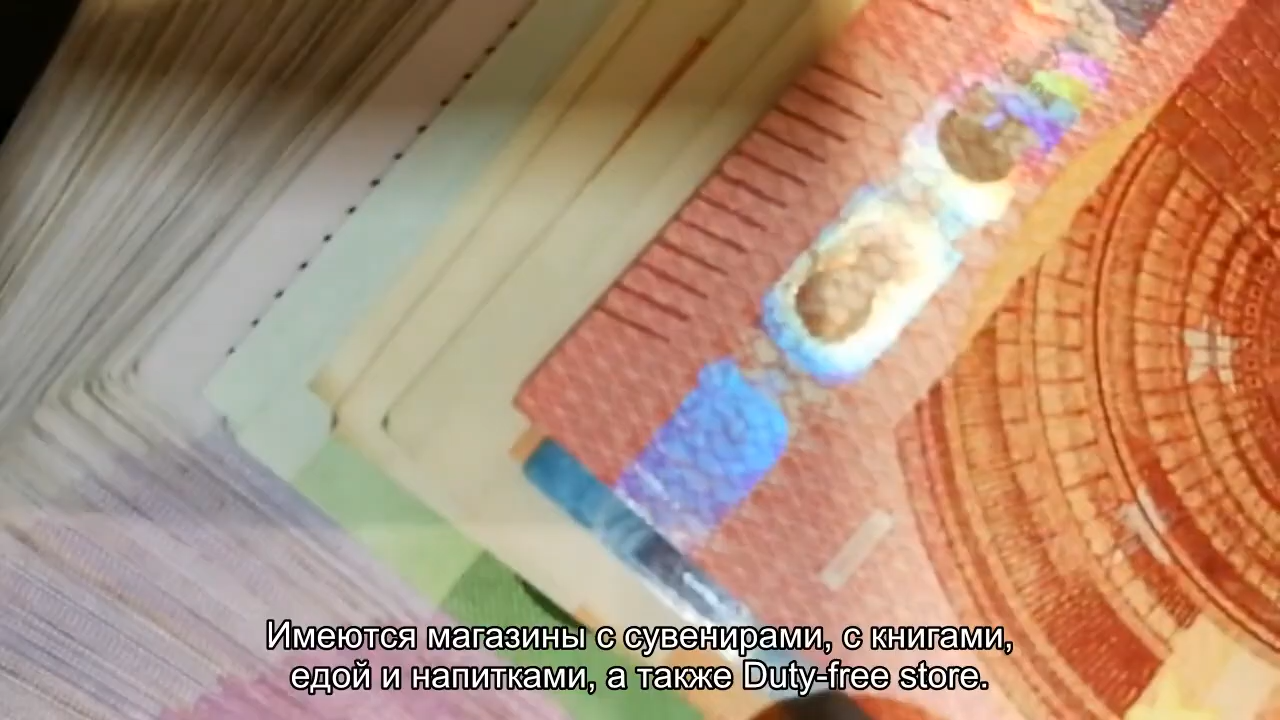 Имеются магазины с сувенирами, с книгами,
едой и напитками, а также Duty-free store.